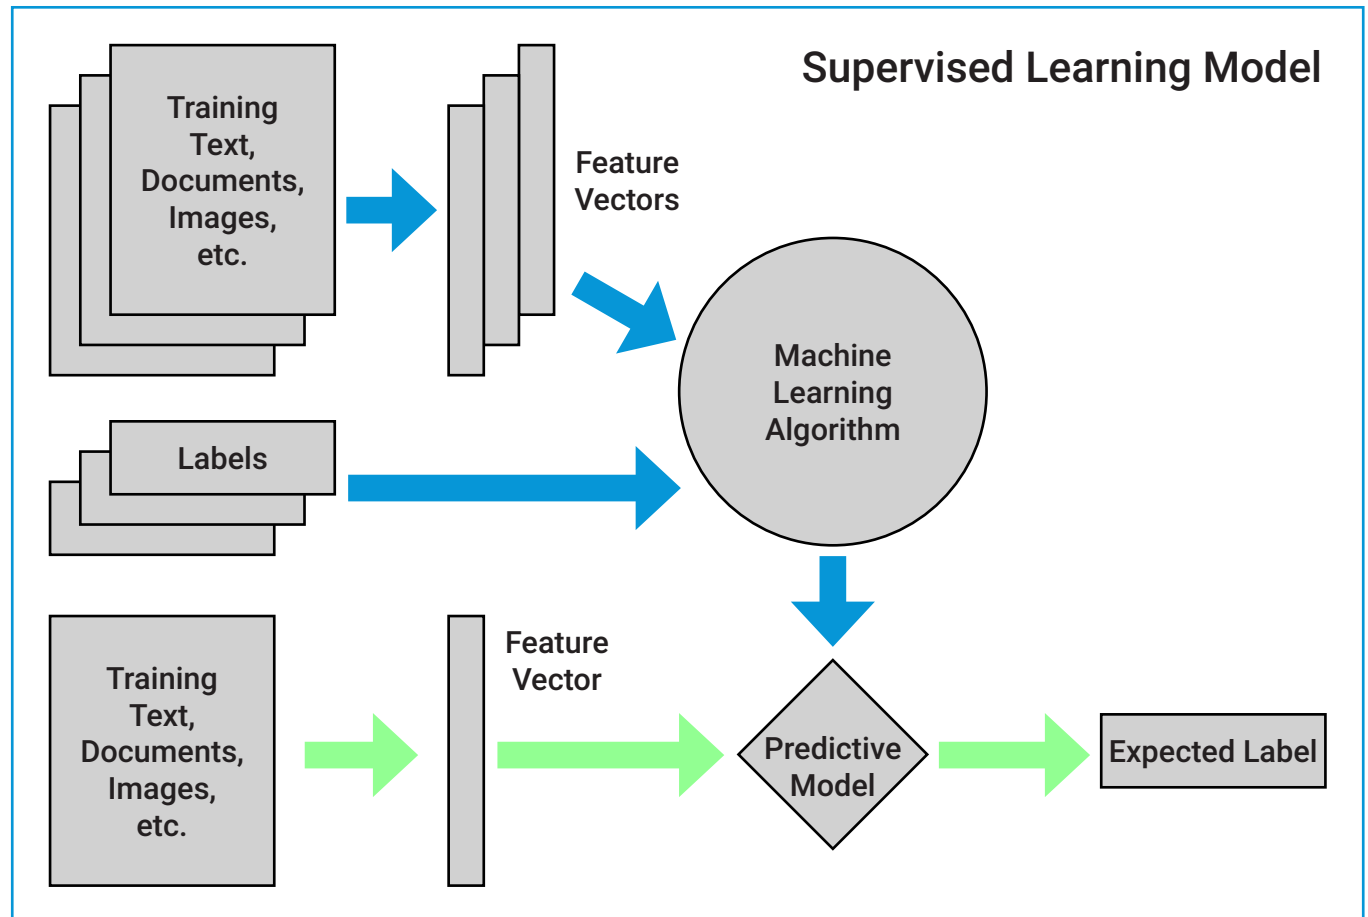 Supervised Learning Model
Training
Text,
Documents,
Images,
etc.
Feature
Vectors
Machine
Learning
Algorithm
Labels
Training
Text,
Documents,
Images,
etc.
Feature
Vector
Predictive
Model
Expected Label